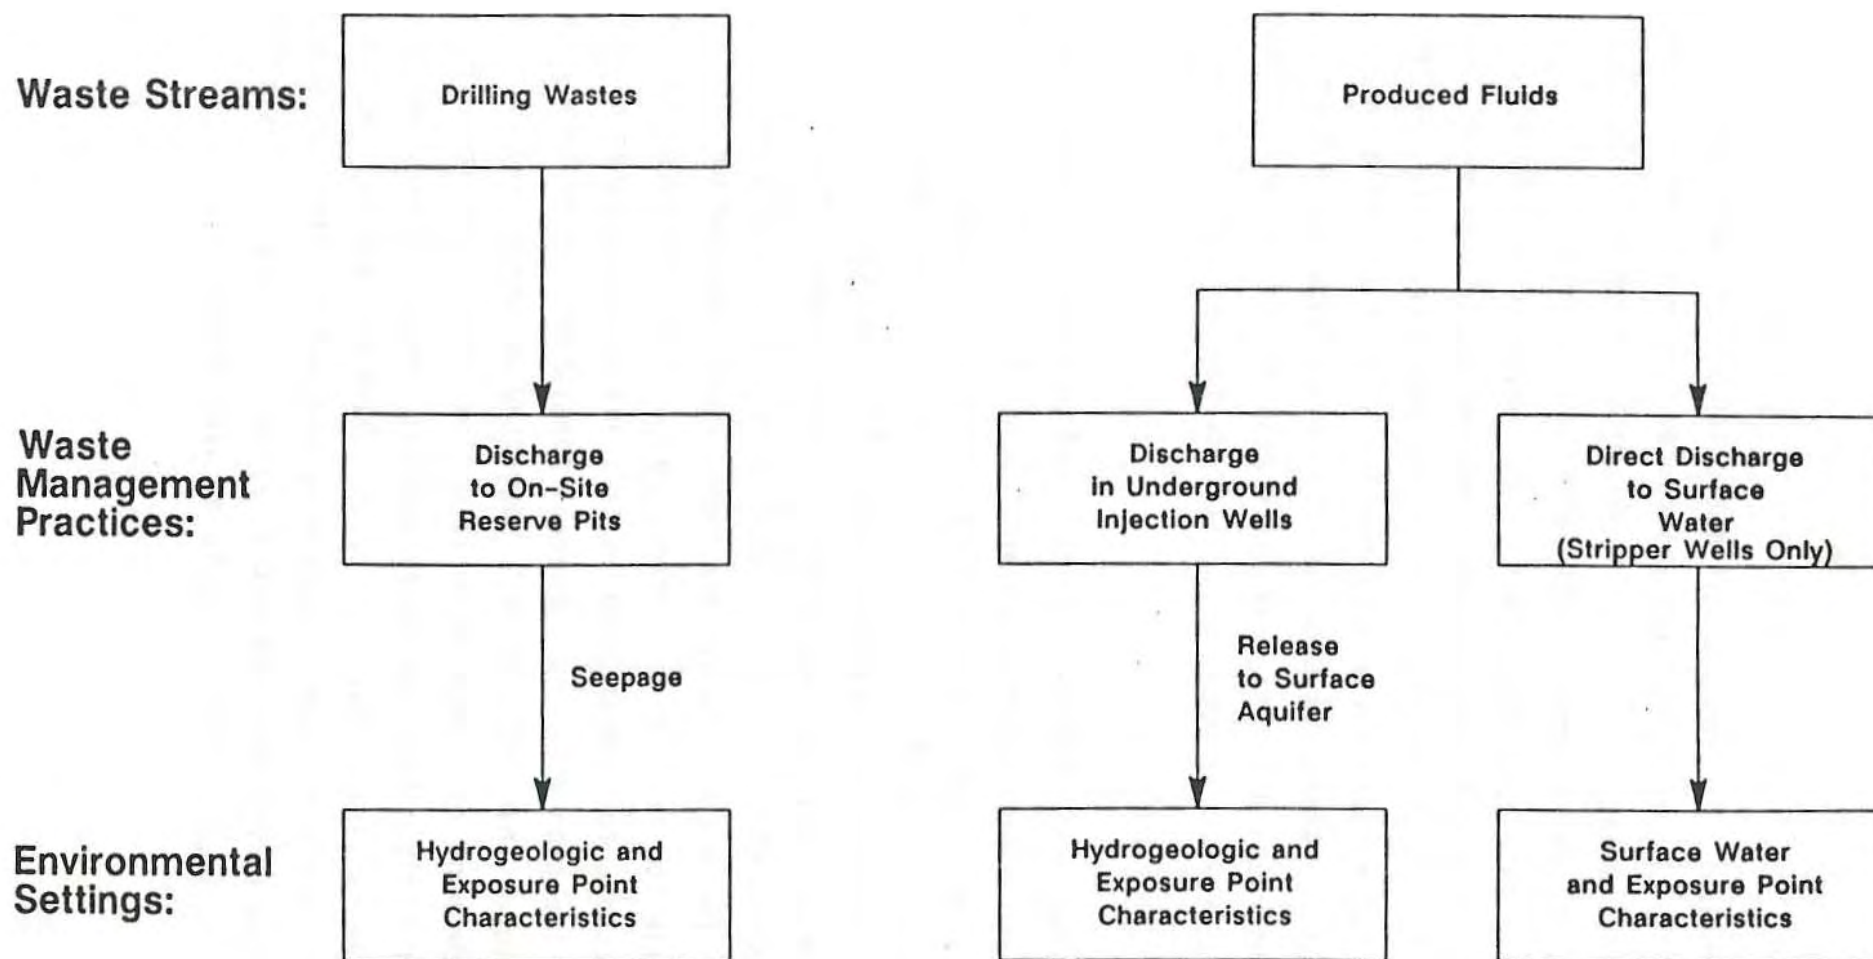 Waste Streams:
Drilling Wastes
Produced Fluids
Waste
Management
Practices:
Discharge
to On-Site
Reserve Pits
Discharge
in Underground
Injection Wells
Direct Discharge
to Surface
Water
(Stripper Wells Only)
Seepage
Release
to Surface
Aquifer
Environmental
Settings:
Hydrogeologic and
Exposure Point
Characteristics
Hydrogeologic and
Exposure Point
Characteristics
Surface Water
and Exposure Point
Characteristics